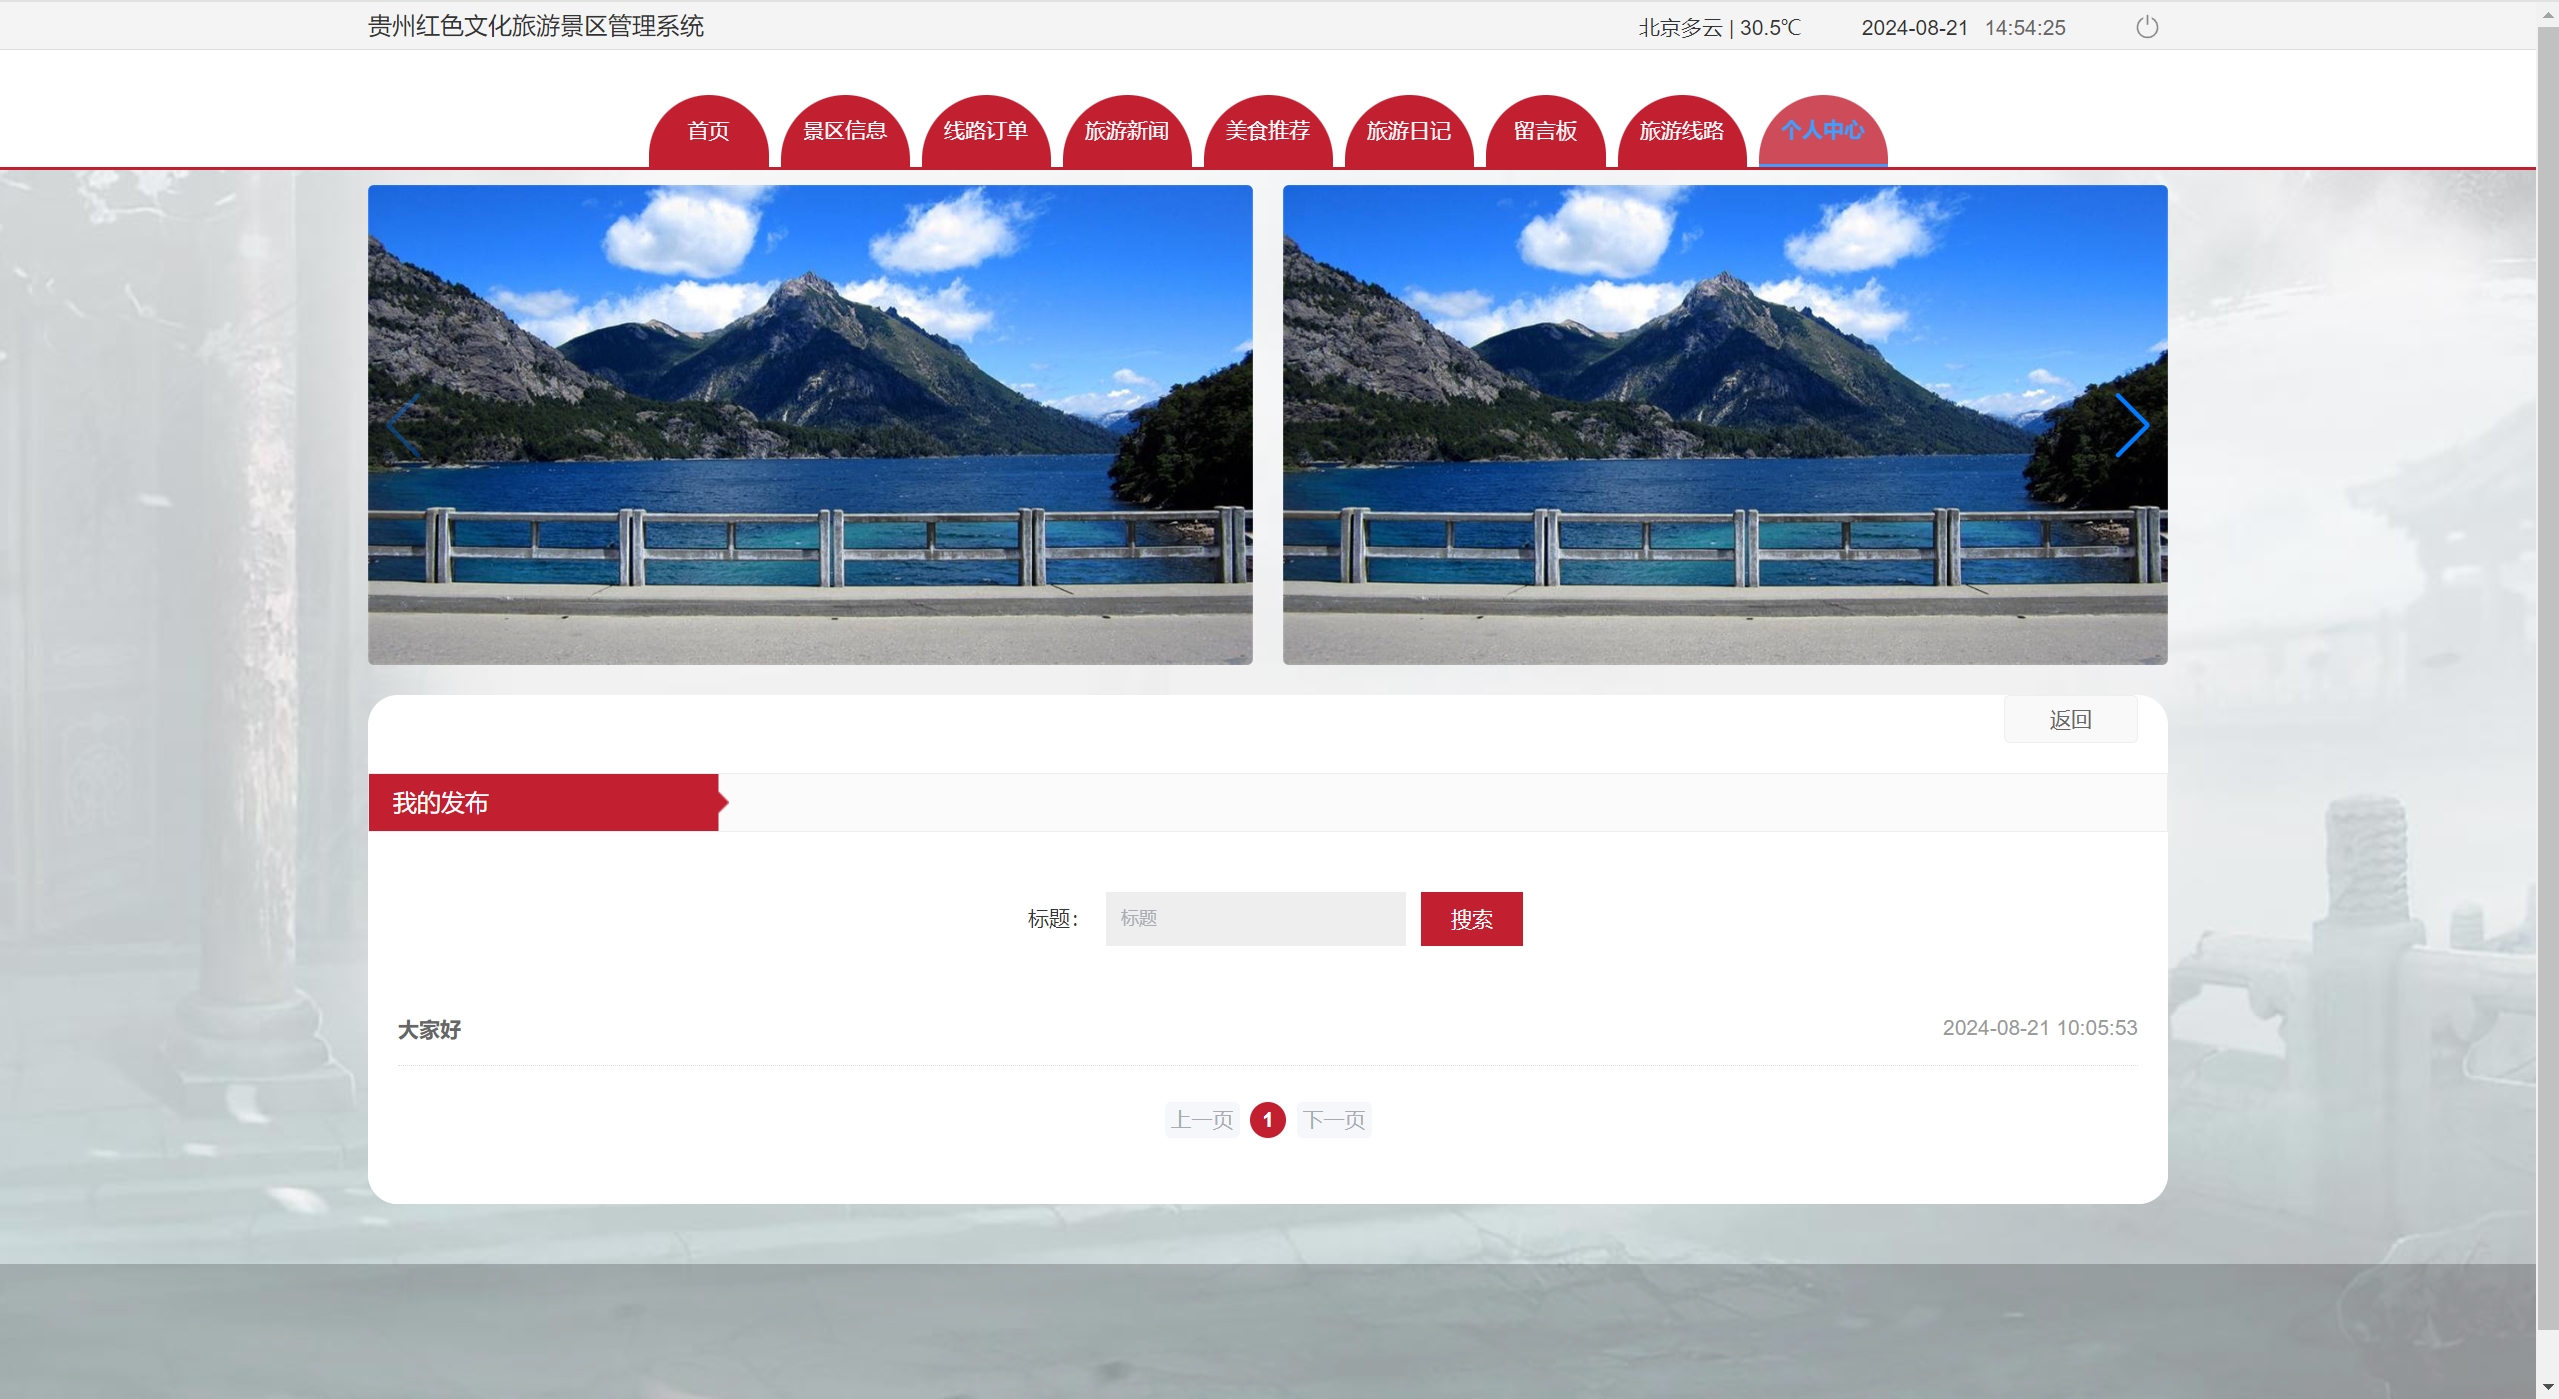 贵州红色文化旅游景区管理系统
北京多云 | 30.5℃ 2024-08-21 14:54:25
首页 景区信息 线路订单 旅游新闻 美食推荐 旅游日记 留言板 旅游线路 个人中心
返回
我的发布
标题： 标题 搜索
大家好 2024-08-21 10:05:53
上一页 1 下一页